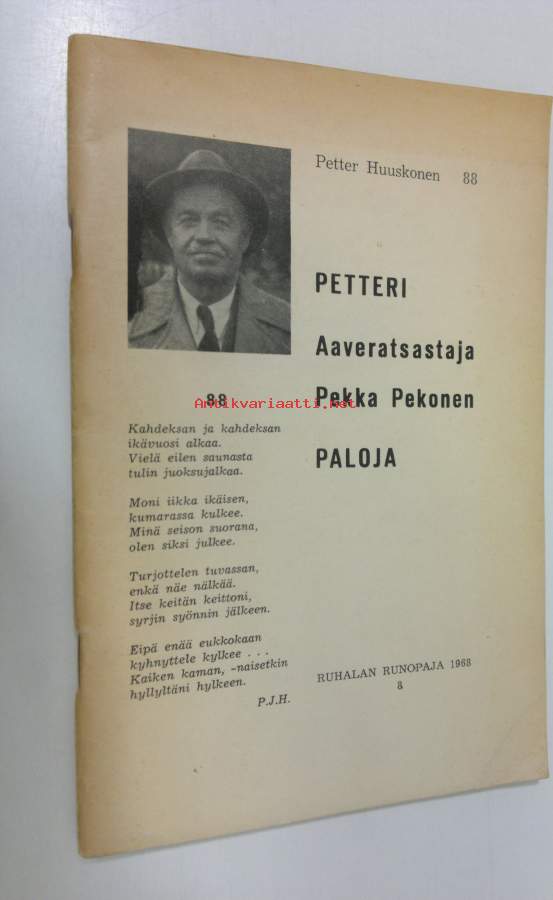 Petter Huuskonen 88
PETTERI
Aaveratsastaja
Pekka Pekonen
PALOJA
Antikvariaatti.net
88
Kahdeksan ja kahdeksan
ikävuosi alkaa.
Vielä eilen saunasta
tulin juoksujalkaa.
Moni iikka ikäisen,
kumarassa kulkee.
Minä seison suorana,
olen siksi julkee.
Turjottelen tuvassan,
enkä näe nälkää.
Itse keitän keittoni,
syrjin syönnin jälkeen.
Eipä enää eukkokaan
kyhnyttele kylkee . . .
Kaiken kaman, -naisetkin
hyllyltäni hylkeen.
P.J.H.
RUHALAN RUNOPAJA 1968
8